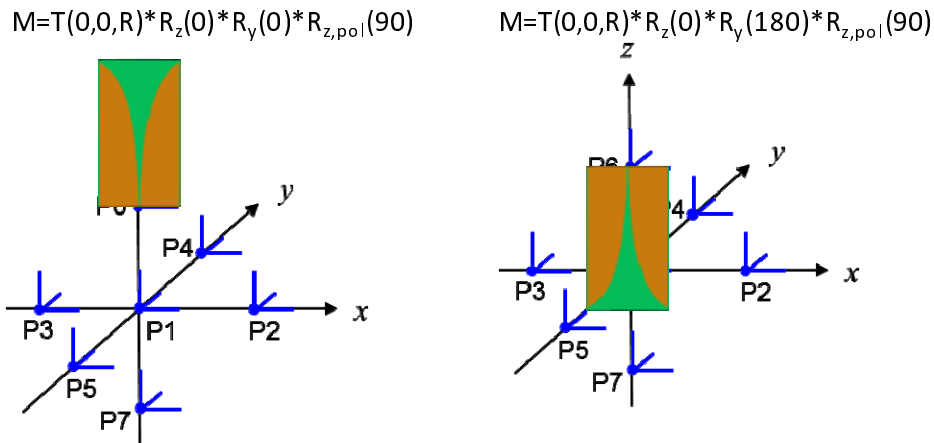 M=T(0,0,R)*Rz(0)*Ry(0)*Rz,pol(90)
M=T(0,0,R)*Rz(0)*Ry(180)*Rz,pol(90)
y
P4
x
P3
P1
P2
P5
P7
z
P6
y
P4
x
P3
P2
P5
P7